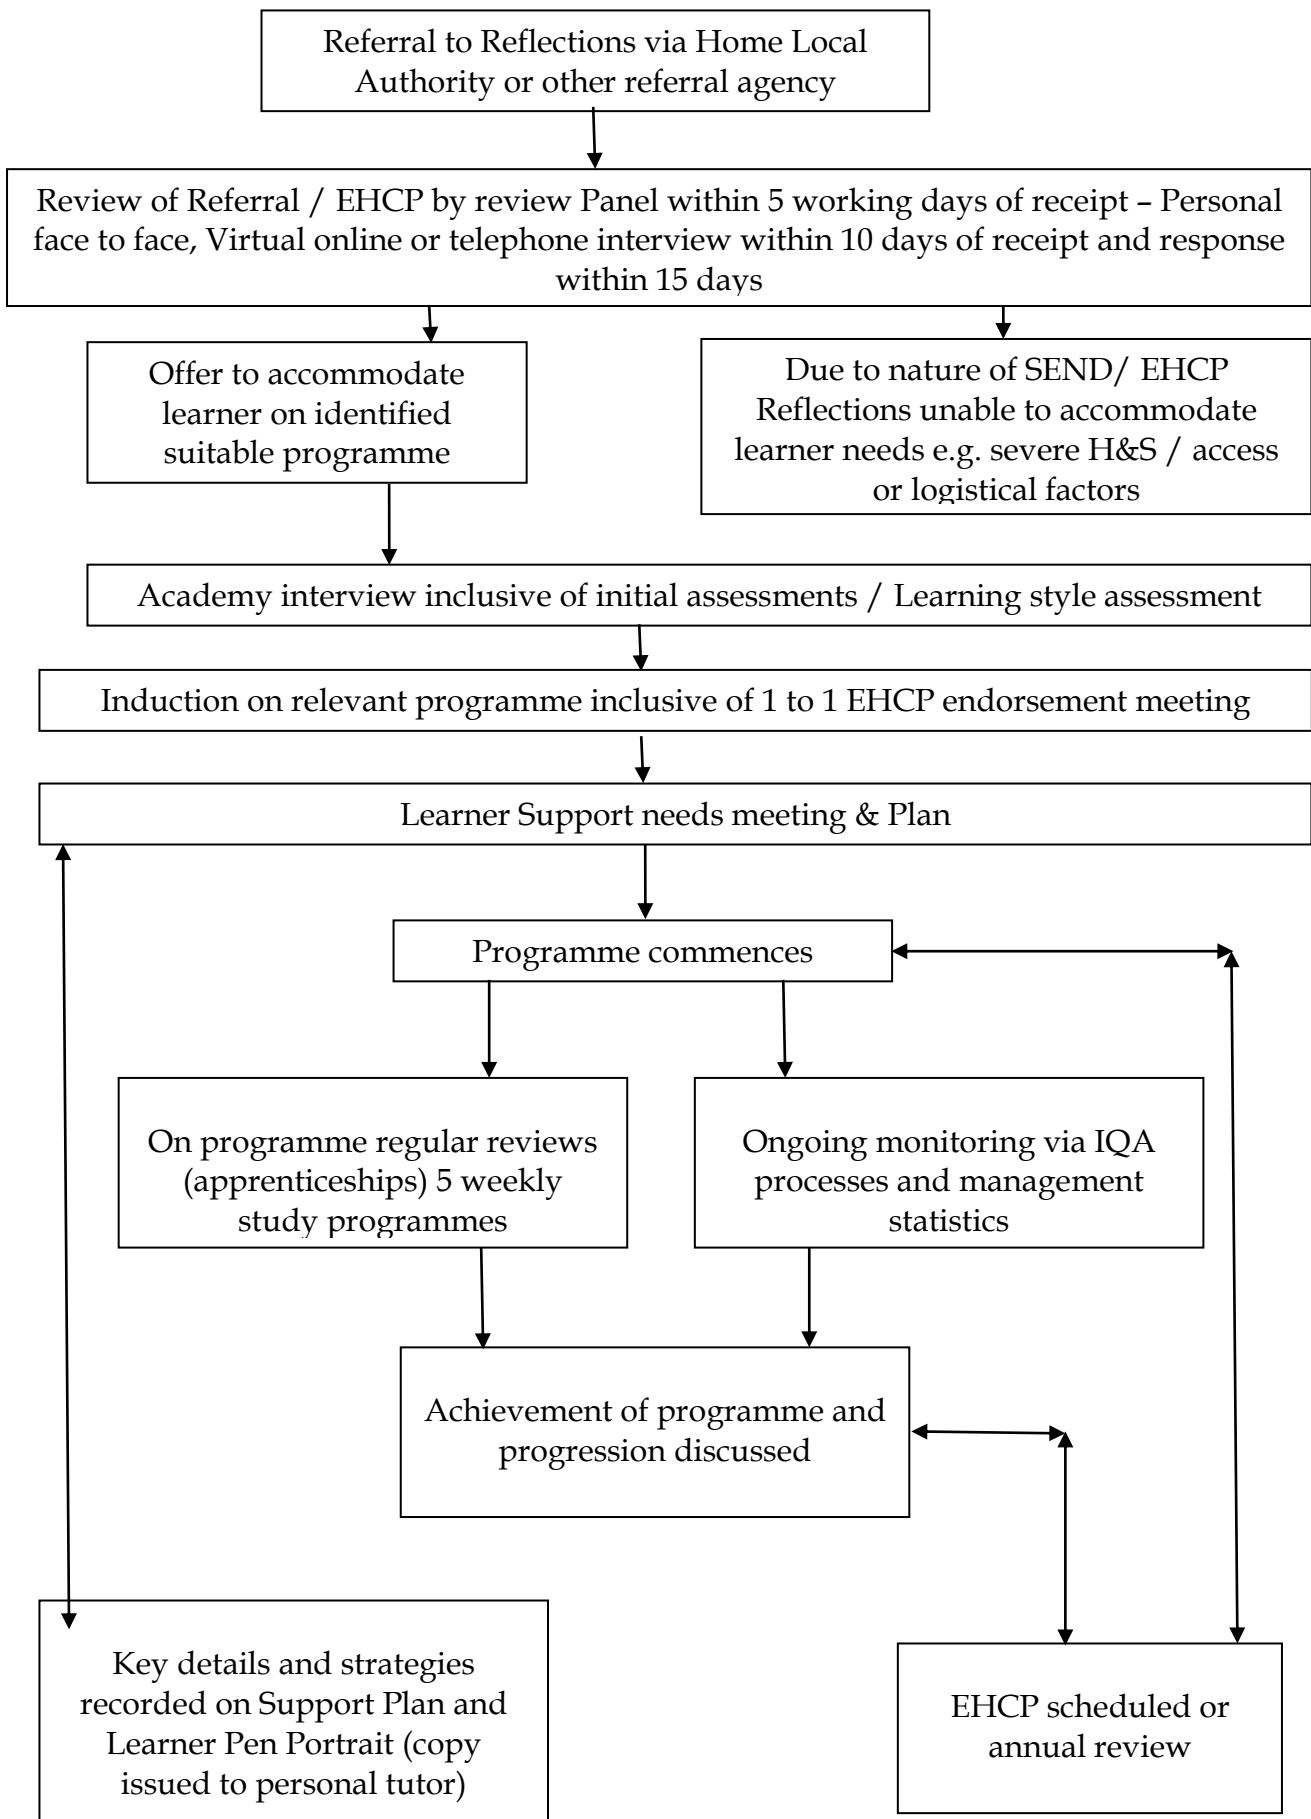 Referral to Reflections via Home Local
Authority or other referral agency
Review of Referral / EHCP by review Panel within 5 working days of receipt – Personal
face to face, Virtual online or telephone interview within 10 days of receipt and response
within 15 days
Offer to accommodate
learner on identified
suitable programme
Due to nature of SEND/ EHCP
Reflections unable to accommodate
learner needs e.g. severe H&S / access
or logistical factors
Academy interview inclusive of initial assessments / Learning style assessment
Induction on relevant programme inclusive of 1 to 1 EHCP endorsement meeting
Learner Support needs meeting & Plan
Programme commences
On programme regular reviews
(apprenticeships) 5 weekly
study programmes
Ongoing monitoring via IQA
processes and management
statistics
Achievement of programme and
progression discussed
Key details and strategies
recorded on Support Plan and
Learner Pen Portrait (copy
issued to personal tutor)
EHCP scheduled or
annual review